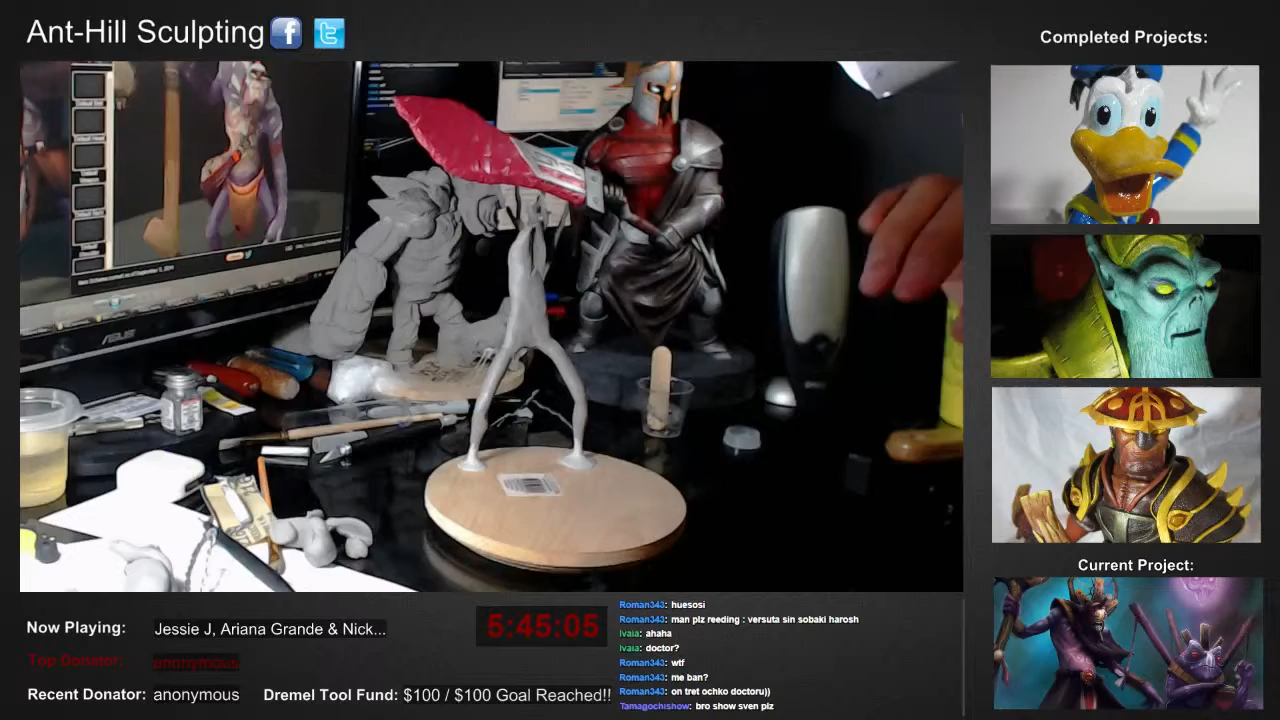 Ant-Hill Sculpting
Completed Projects:
ASUS
Current Project:
Now Playing: Jessie J, Ariana Grande & Nick...
Top Donator: anonymous
Recent Donator: anonymous
Dremel Tool Fund: $100 / $100 Goal Reached!!
5:45:05
Roman343: huesosi
Roman343: man plz reeding : versuta sin sobaki harosh
Ivaia: ahaha
Ivaia: doctor?
Roman343: wtf
Roman343: me ban?
Roman343: on tret ochko doctoru))
Tamagochishow: bro show sven plz